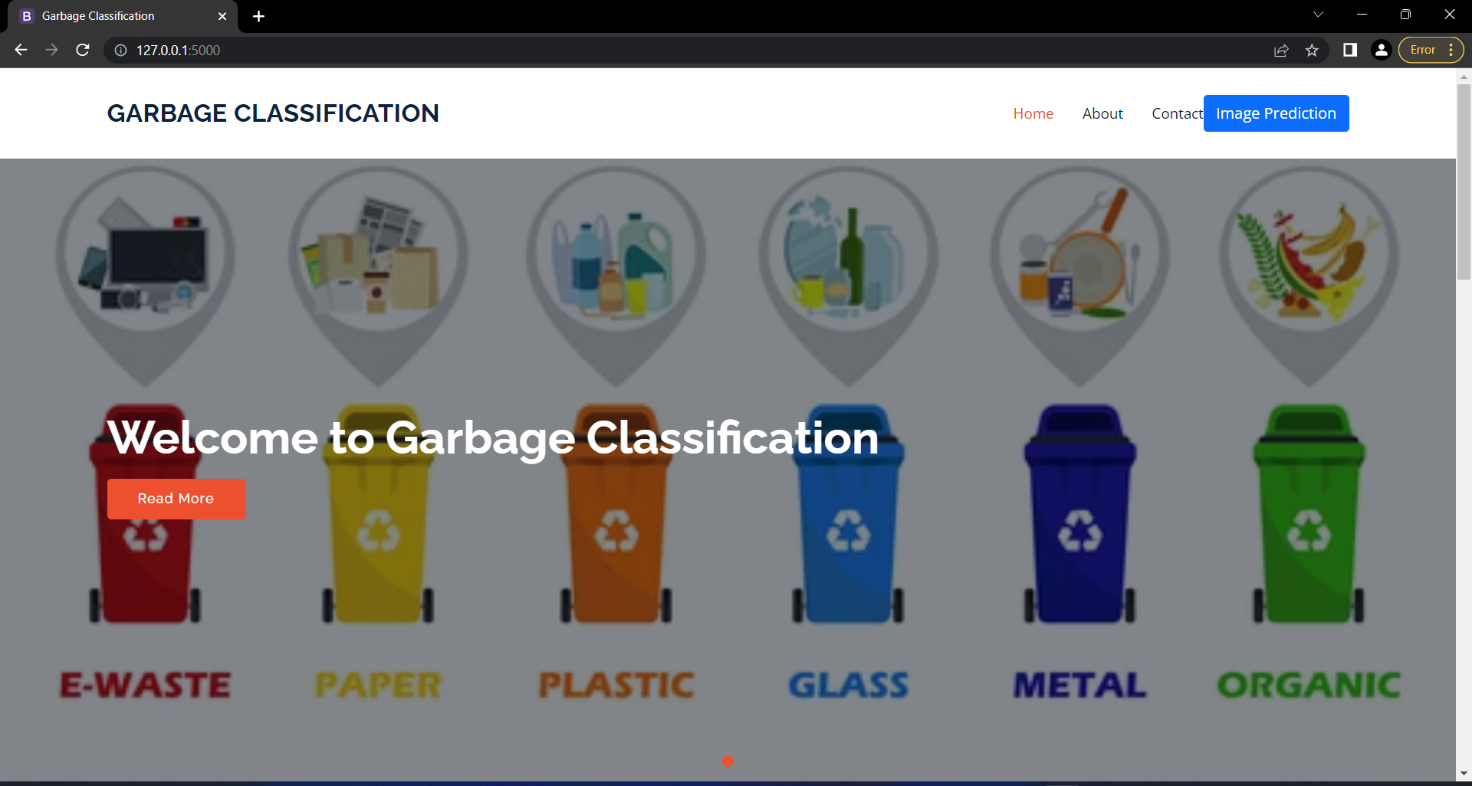 B Garbage Classification
127.0.0.1:5000
Error
GARBAGE CLASSIFICATION
Home About Contact Image Prediction
Welcome to Garbage Classification
Read More
E-WASTE PAPER PLASTIC GLASS METAL ORGANIC